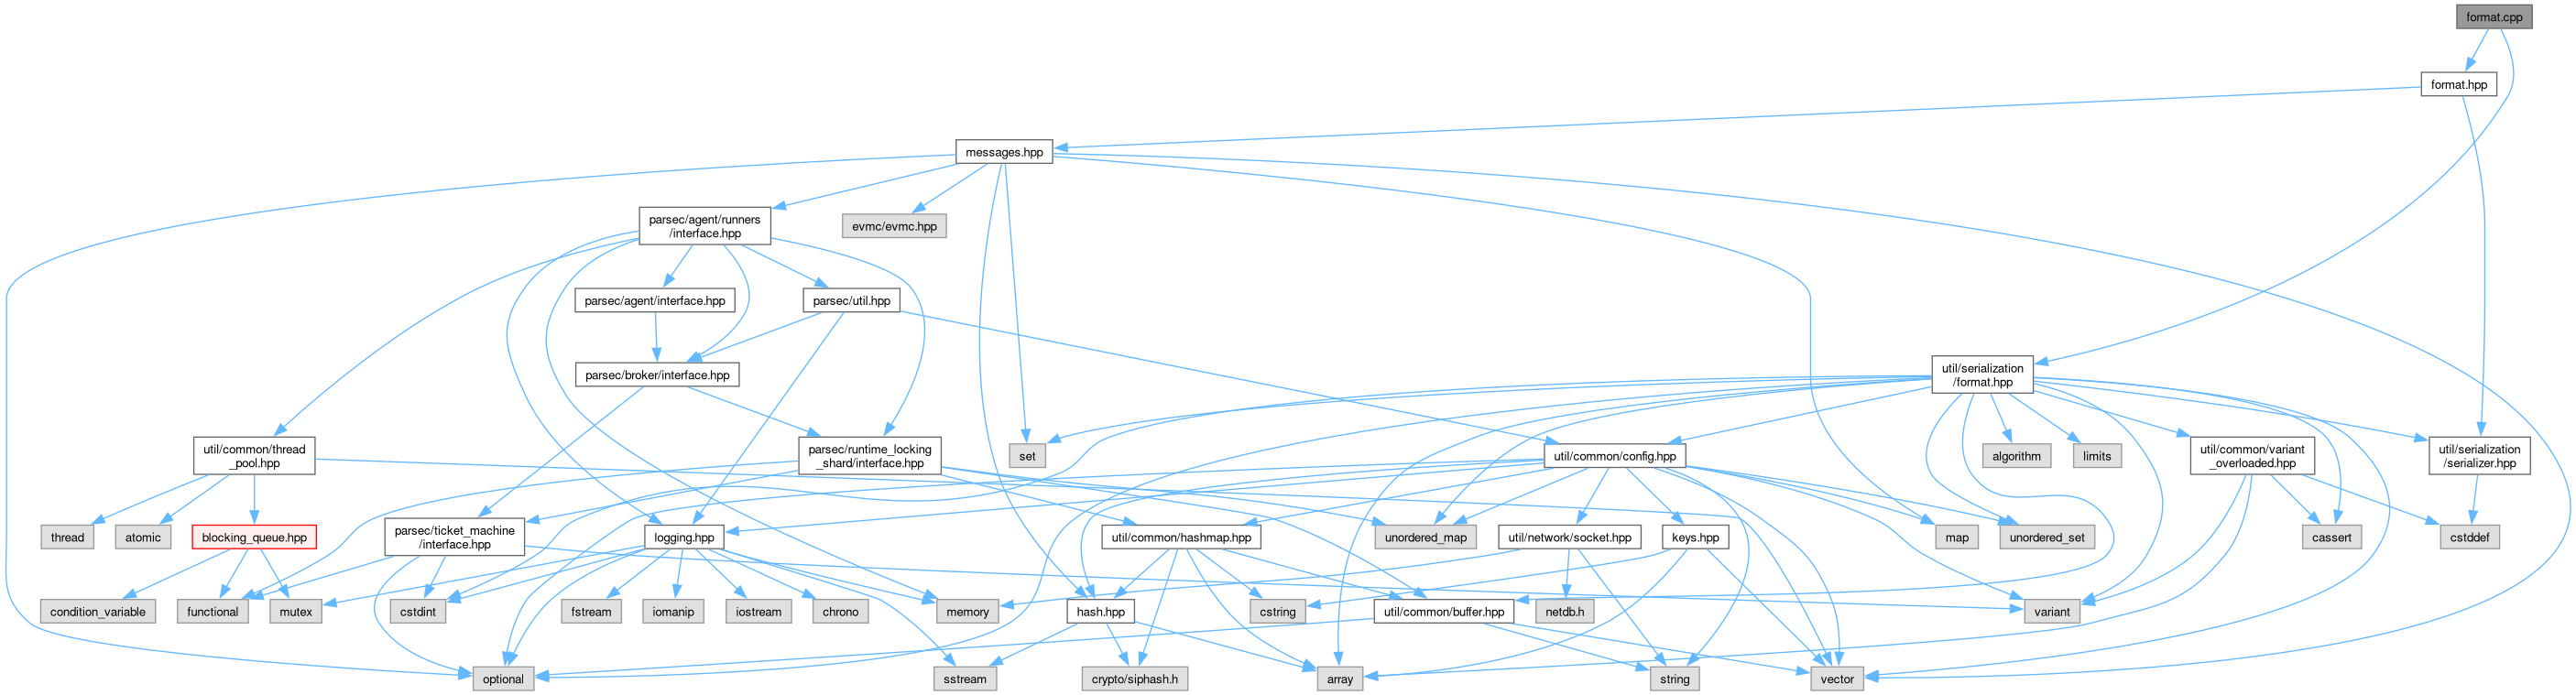 format.cpp
format.hpp
messages.hpp
parsec/agent/runners
/interface.hpp
evmc/evmc.hpp
parsec/agent/interface.hpp
parsec/util.hpp
parsec/broker/interface.hpp
util/serialization
/format.hpp
util/common/thread
_pool.hpp
parsec/runtime_locking
_shard/interface.hpp
set
util/common/config.hpp
algorithm
limits
util/common/variant
_overloaded.hpp
util/serialization
/serializer.hpp
thread
atomic
blocking_queue.hpp
parsec/ticket_machine
/interface.hpp
logging.hpp
util/common/hashmap.hpp
unordered_map
util/network/socket.hpp
keys.hpp
map
unordered_set
cassert
cstddef
condition_variable
functional
mutex
cstdint
fstream
iomanip
iostream
chrono
memory
hash.hpp
cstring
util/common/buffer.hpp
netdb.h
variant
optional
sstream
crypto/siphash.h
array
string
vector